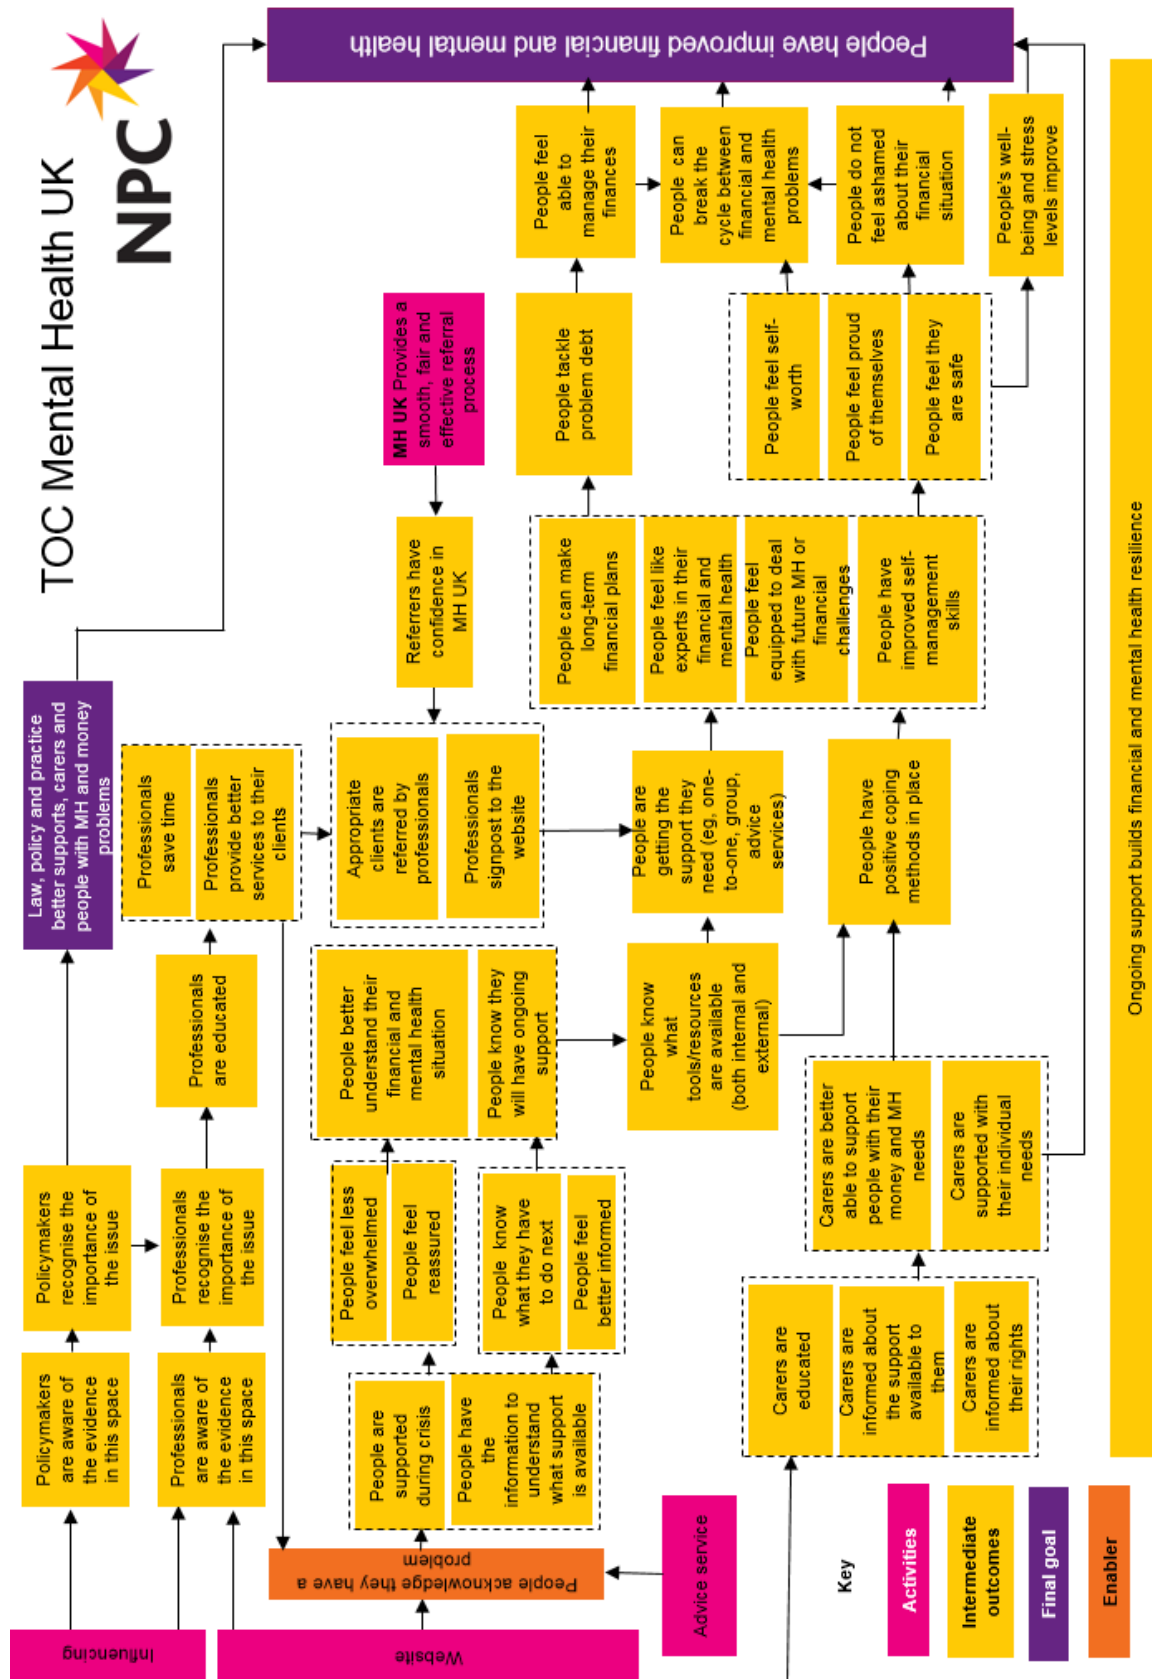 TOC Mental Health UK
NPC
Influencing
Website
Advice service
People acknowledge they have a
problem
Policymakers
are aware of
the evidence
in this space
Policymakers
recognise the
importance of
the issue
Law, policy and practice
better supports, carers and
people with MH and money
problems
Professionals
are aware of
the evidence
in this space
Professionals
recognise the
importance of
the issue
Professionals
are educated
Professionals
save time
Professionals
provide better
services to their
clients
People are
supported
during crisis
People have
the
information to
understand
what support
is available
People feel less
overwhelmed
People feel
reassured
People know
what they have
to do next
People feel
better informed
People better
understand their
financial and
mental health
situation
People know they
will have ongoing
support
Appropriate
clients are
referred by
professionals
Professionals
signpost to the
website
Referrers have
confidence in
MH UK
MH UK Provides a
smooth, fair and
effective referral
process
People know
what
tools/resources
are available
(both internal and
external)
People are
getting the
support they
need (eg, one-
to-one, group,
advice
services)
People have
positive coping
methods in place
People can make
long-term
financial plans
People feel like
experts in their
financial and
mental health
People feel
equipped to deal
with future MH or
financial
challenges
People have
improved self-
management
skills
People tackle
problem debt
People feel self-
worth
People feel proud
of themselves
People feel they
are safe
People feel
able to
manage their
finances
People can
break the
cycle between
financial and
mental health
problems
People do not
feel ashamed
about their
financial
situation
People's well-
being and stress
levels improve
People have improved financial and mental health
Carers are
educated
Carers are
informed about
the support
available to
them
Carers are
informed about
their rights
Carers are better
able to support
people with their
money and MH
needs
Carers are
supported with
their individual
needs
Key
Activities
Intermediate
outcomes
Final goal
Enabler
Ongoing support builds financial and mental health resilience